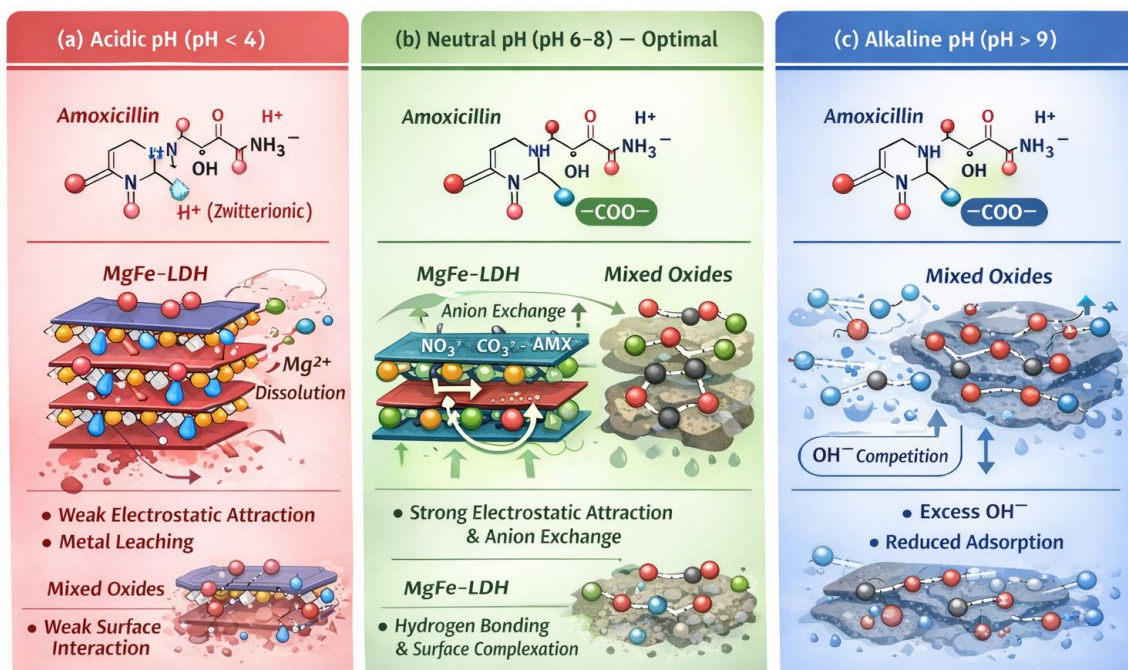 (a) Acidic pH (pH < 4)
Amoxicillin
O
H+
N
NH₃⁻
OH
N
H⁺ (Zwitterionic)
MgFe–LDH
Mg²⁺
Dissolution
• Weak Electrostatic Attraction
• Metal Leaching
Mixed Oxides
• Weak Surface
Interaction
(b) Neutral pH (pH 6–8) — Optimal
Amoxicillin
O
H⁺
NH
NH₃⁻
OH
N
–COO–
MgFe–LDH
Mixed Oxides
Anion Exchange
AMX
• Strong Electrostatic Attraction
& Anion Exchange
MgFe–LDH
• Hydrogen Bonding
& Surface Complexation
(c) Alkaline pH (pH > 9)
Amoxicillin
O
H⁺
NH
NH₃⁻
OH
N
–COO–
Mixed Oxides
OH⁻ Competition
• Excess OH⁻
• Reduced Adsorption